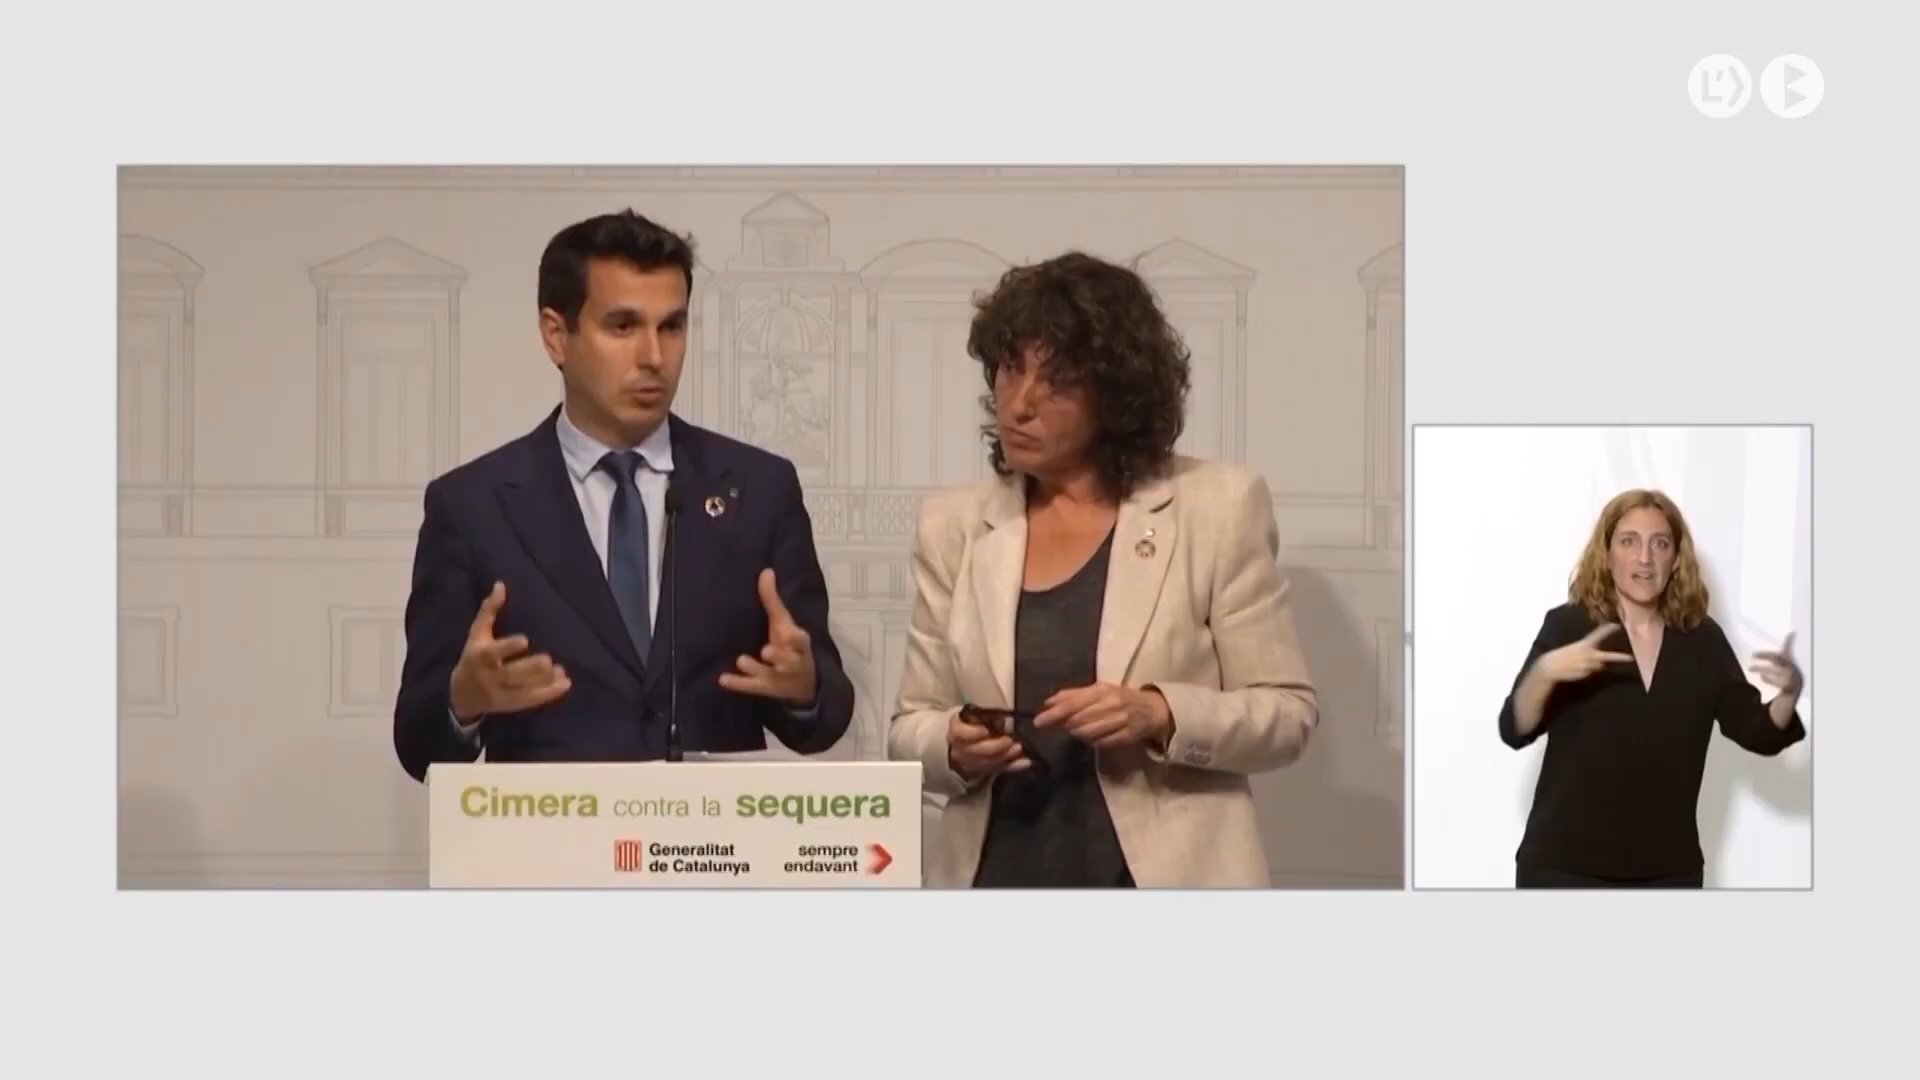 L'
B
Cimera contra la sequera
Generalitat
de Catalunya
sempre
endavant